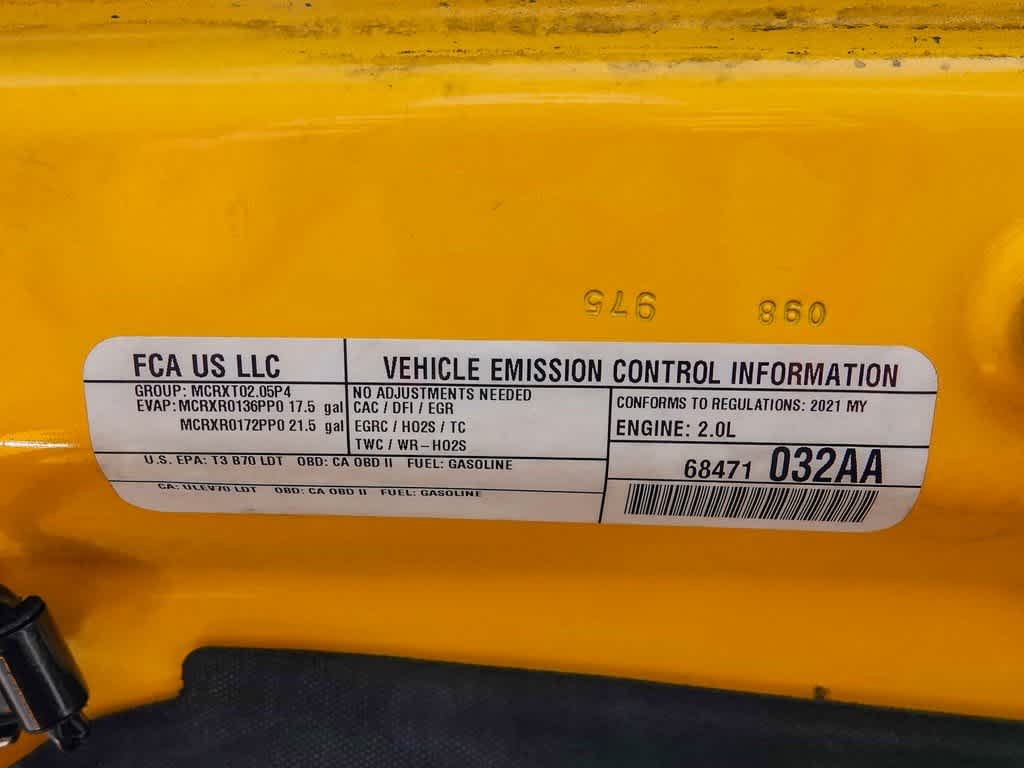 975 098
FCA US LLC
GROUP: MCRXT02.05P4
EVAP: MCRXR0136PP0 17.5 gal
MCRXR0172PP0 21.5 gal
VEHICLE EMISSION CONTROL INFORMATION
NO ADJUSTMENTS NEEDED
CAC / DFI / EGR
EGRC / HO2S / TC
TWC / WR-HO2S
CONFORMS TO REGULATIONS: 2021 MY
ENGINE: 2.0L
68471 032AA
U.S. EPA: T3 B70 LDT OBD: CA OBD II FUEL: GASOLINE
CA: ULEV70 LDT OBD: CA OBD II FUEL: GASOLINE